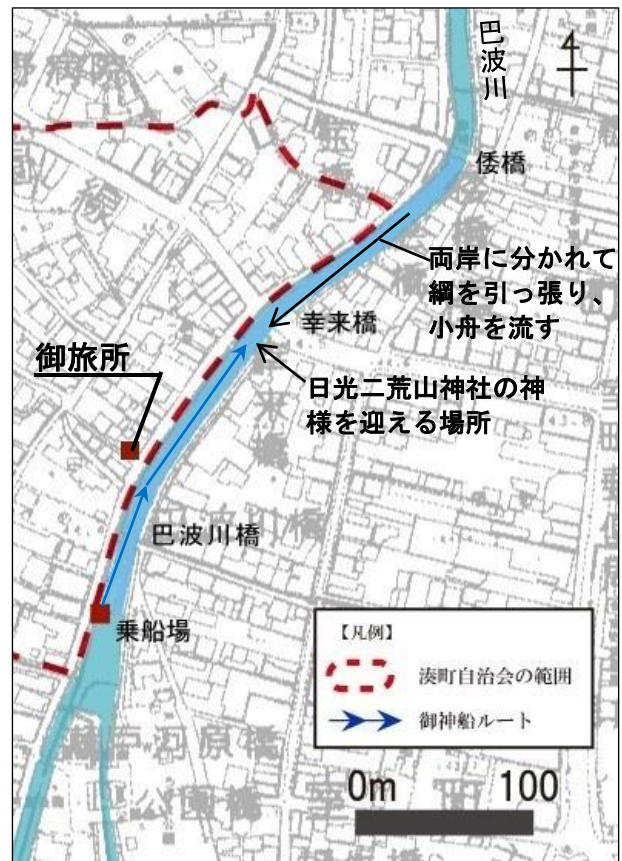 巴波川
倭橋
両岸に分かれて
綱を引っ張り、
小舟を流す
幸来橋
御旅所
日光二荒山神社の神
様を迎える場所
巴波川橋
乗船場
【凡例】
湊町自治会の範囲
御神船ルート
0m 100